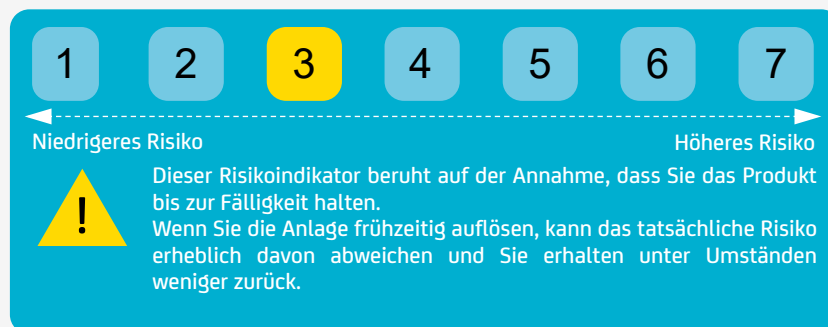 1 2 3 4 5 6 7
Niedrigeres Risiko Höheres Risiko
! Dieser Risikoindikator beruht auf der Annahme, dass Sie das Produkt
bis zur Fälligkeit halten.
Wenn Sie die Anlage frühzeitig auflösen, kann das tatsächliche Risiko
erheblich davon abweichen und Sie erhalten unter Umständen
weniger zurück.